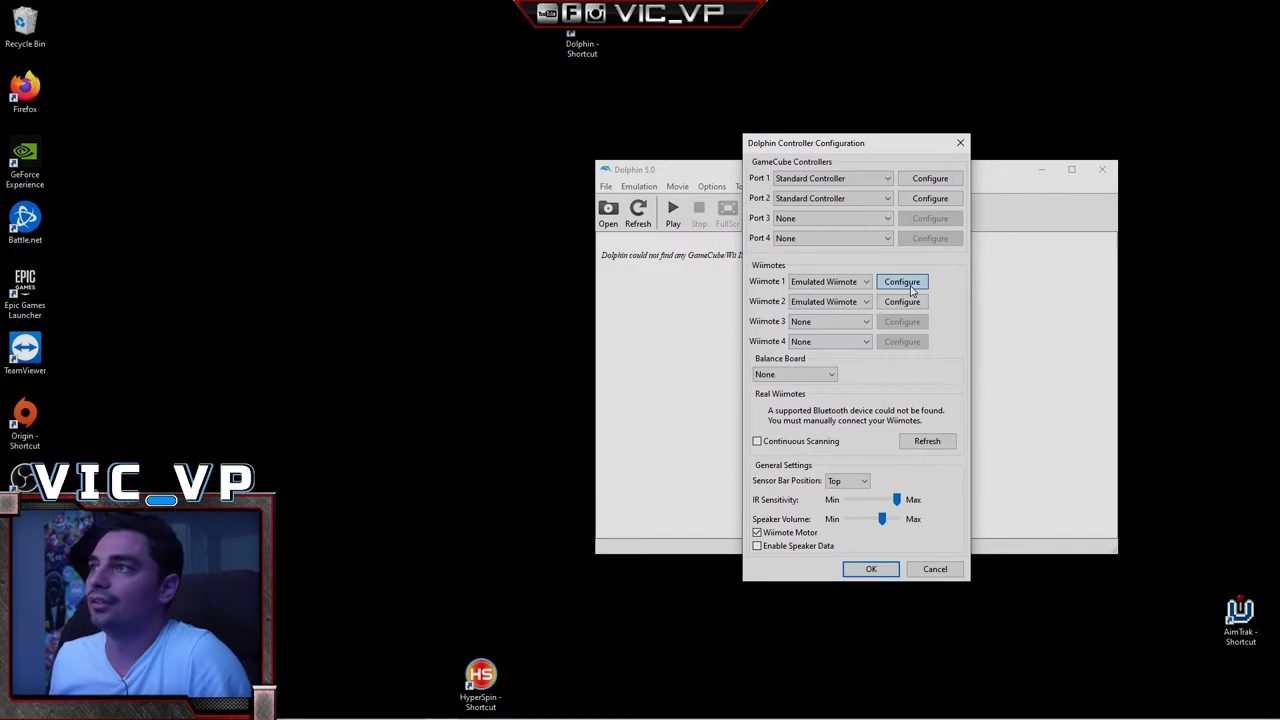 VIC_VP
Recycle Bin
Dolphin -
Shortcut
Firefox
GeForce
Experience
Battle.net
EPIC
GAMES
Epic Games
Launcher
TeamViewer
Origin -
Shortcut
VIC_VP
HS
HyperSpin -
Shortcut
AimTrak -
Shortcut
Dolphin 5.0
File Emulation Movie Options
Open Refresh Play Stop FullScr
Dolphin could not find any GameCube/Wii
Dolphin Controller Configuration
GameCube Controllers
Port 1 Standard Controller Configure
Port 2 Standard Controller Configure
Port 3 None Configure
Port 4 None Configure
Wiimotes
Wiimote 1 Emulated Wiimote Configure
Wiimote 2 Emulated Wiimote Configure
Wiimote 3 None Configure
Wiimote 4 None Configure
Balance Board
None
Real Wiimotes
A supported Bluetooth device could not be found.
You must manually connect your Wiimotes.
Continuous Scanning Refresh
General Settings
Sensor Bar Position: Top
IR Sensitivity: Min Max
Speaker Volume: Min Max
Wiimote Motor
Enable Speaker Data
OK Cancel